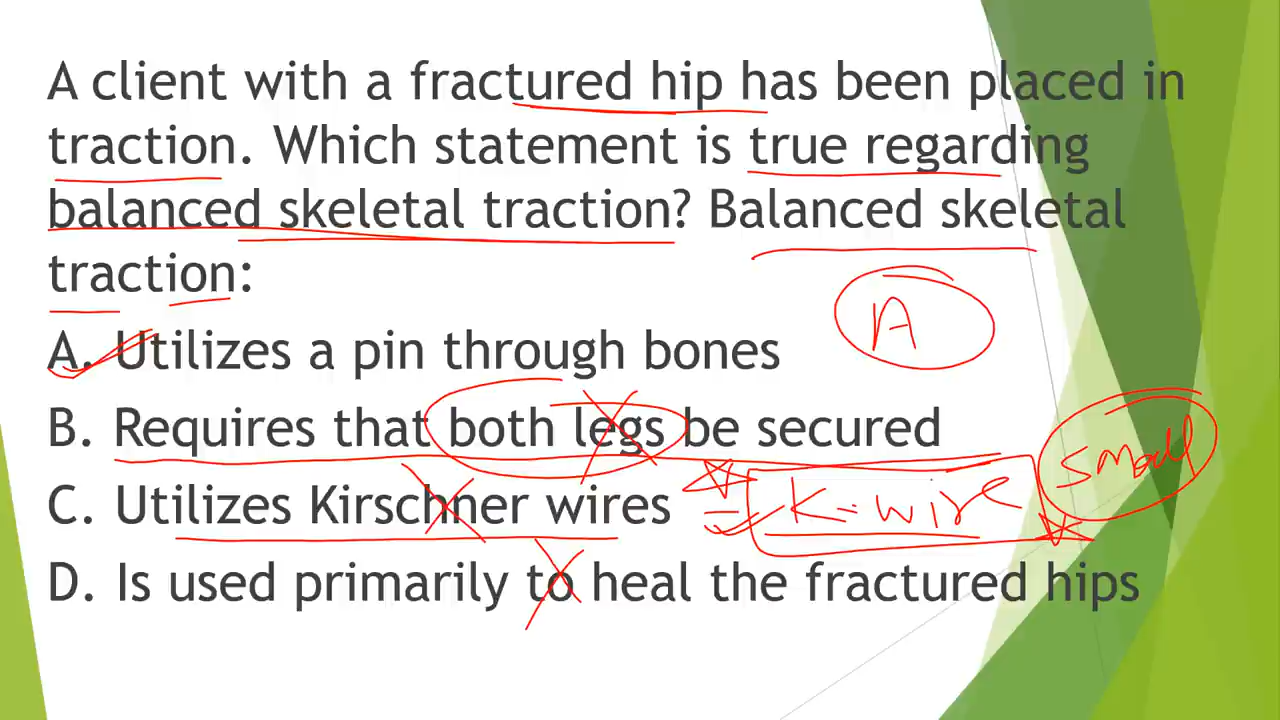 A client with a fractured hip has been placed in
traction. Which statement is true regarding
balanced skeletal traction? Balanced skeletal
traction:
A. Utilizes a pin through bones
A
B. Requires that both legs be secured
small
C. Utilizes Kirschner wires = K-wire
D. Is used primarily to heal the fractured hips